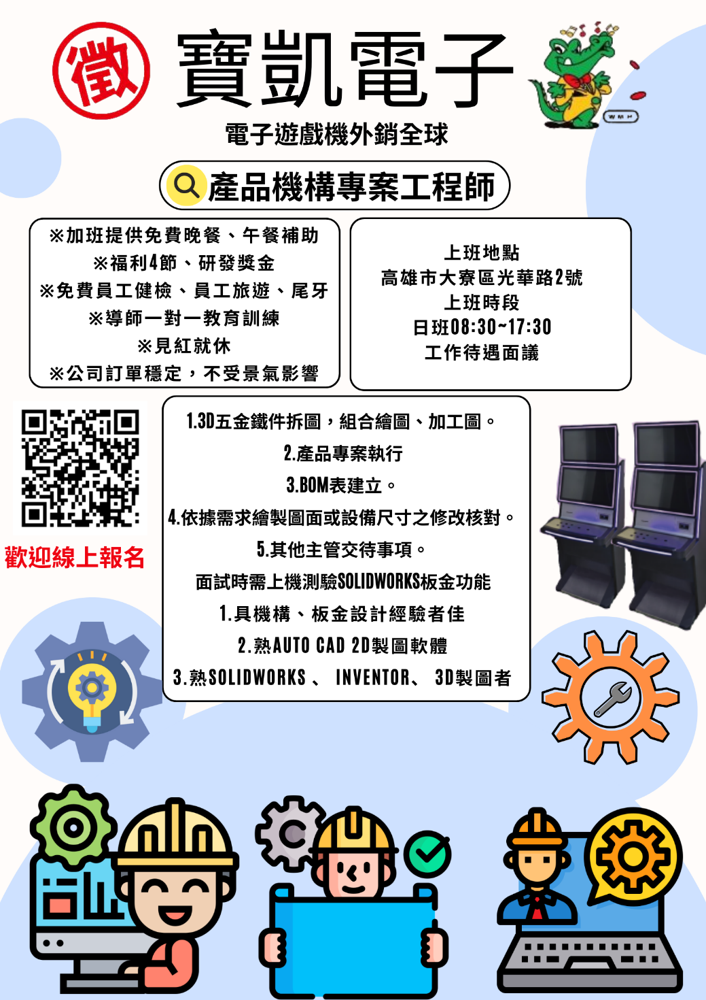 徵
寶凱電子
WMH
電子遊戲機外銷全球
產品機構專案工程師
※加班提供免費晚餐、午餐補助
※福利4節、研發獎金
※免費員工健檢、員工旅遊、尾牙
※導師一對一教育訓練
※見紅就休
※公司訂單穩定，不受景氣影響
上班地點
高雄市大寮區光華路2號
上班時段
日班08:30~17:30
工作待遇面議
1.3D五金鐵件拆圖，組合繪圖、加工圖。
2.產品專案執行
3.BOM表建立。
4.依據需求繪製圖面或設備尺寸之修改核對。
5.其他主管交待事項。
面試時需上機測驗SOLIDWORKS板金功能
1.具機構、板金設計經驗者佳
2.熟AUTO CAD 2D製圖軟體
3.熟SOLIDWORKS 、 INVENTOR、 3D製圖者
歡迎線上報名